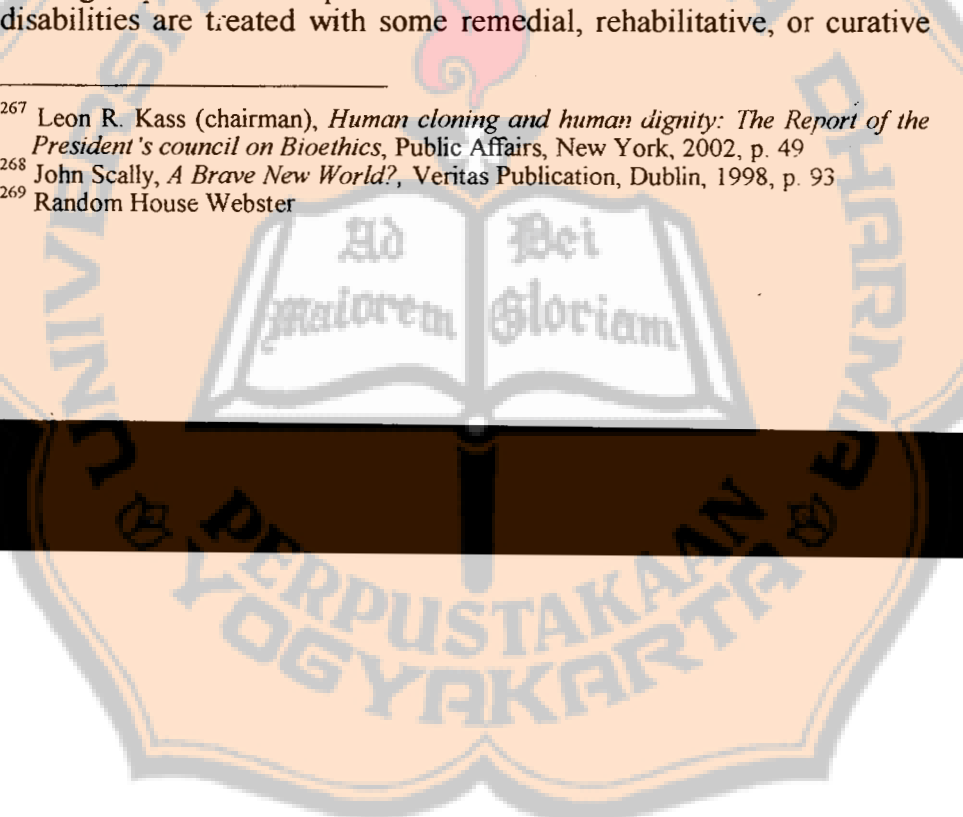 disabilities are treated with some remedial, rehabilitative, or curative
267 Leon R. Kass (chairman), Human cloning and human dignity: The Report of the
President's council on Bioethics, Public Affairs, New York, 2002, p. 49
268 John Scally, A Brave New World?, Veritas Publication, Dublin, 1998, p. 93
269 Random House Webster
Ad Dei
maiorem Gloriam
UNIVERSI DHARMA
PERPUSTAKAAN
YOGYAKARTA